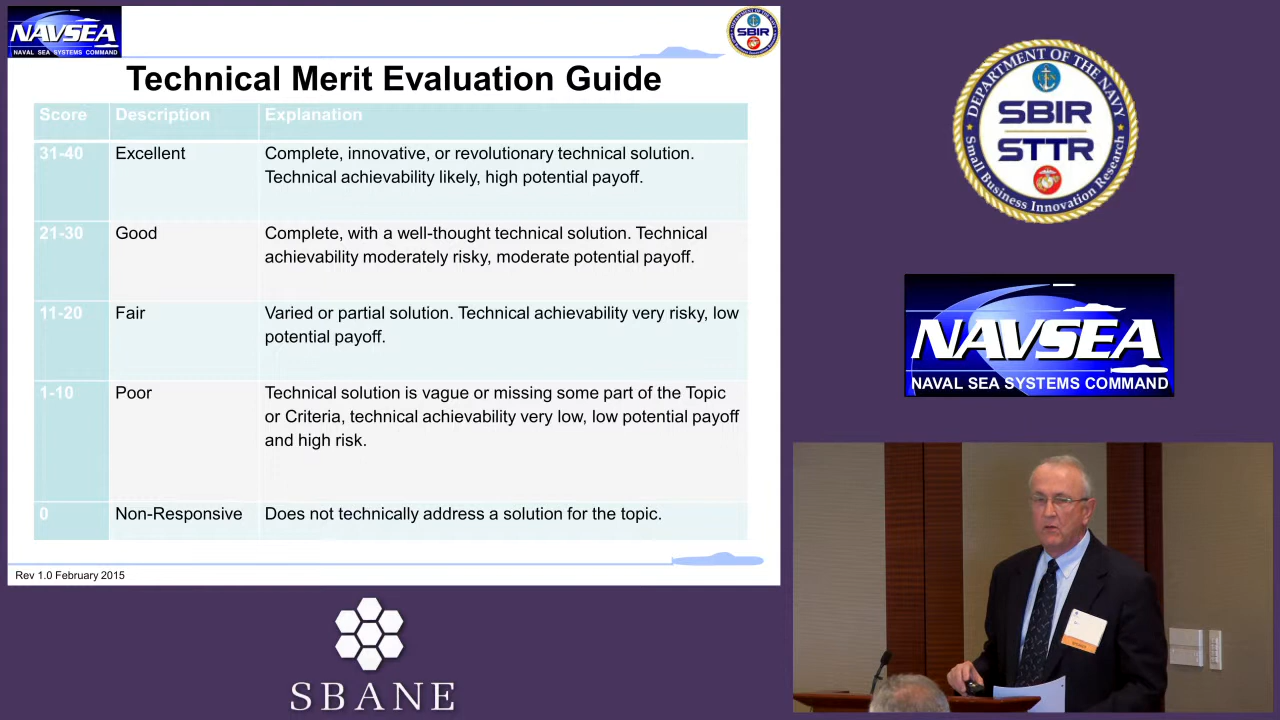 NAVSEA
NAVAL SEA SYSTEMS COMMAND
SBIR
Technical Merit Evaluation Guide
Score Description Explanation
31-40 Excellent Complete, innovative, or revolutionary technical solution.
Technical achievability likely, high potential payoff.
21-30 Good Complete, with a well-thought technical solution. Technical
achievability moderately risky, moderate potential payoff.
11-20 Fair Varied or partial solution. Technical achievability very risky, low
potential payoff.
1-10 Poor Technical solution is vague or missing some part of the Topic
or Criteria, technical achievability very low, low potential payoff
and high risk.
0 Non-Responsive Does not technically address a solution for the topic.
Rev 1.0 February 2015
DEPARTMENT OF THE NAVY
SBIR
STTR
Small Business Innovation Research
NAVSEA
NAVAL SEA SYSTEMS COMMAND
SBANE